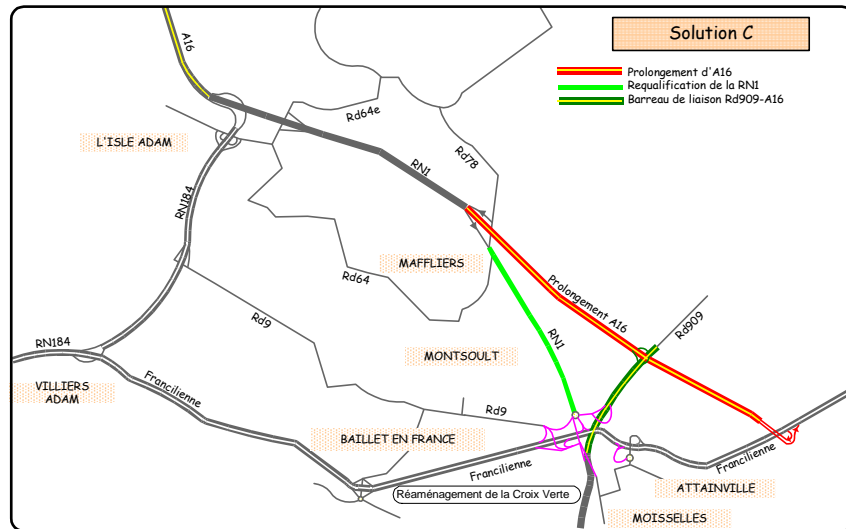 Solution C
Prolongement d'A16
Requalification de la RN1
Barreau de liaison Rd909-A16
A16
Rd64e
Rd78
L'ISLE ADAM
RN1
RN184
MAFFLIERS
Rd64
Prolongement A16
Rd9
Rd909
RN1
RN184
MONTSOULT
VILLIERS
ADAM
Francilienne
Rd9
BAILLET EN FRANCE
Francilienne
Francilienne
ATTAINVILLE
Réaménagement de la Croix Verte
MOISSELLES